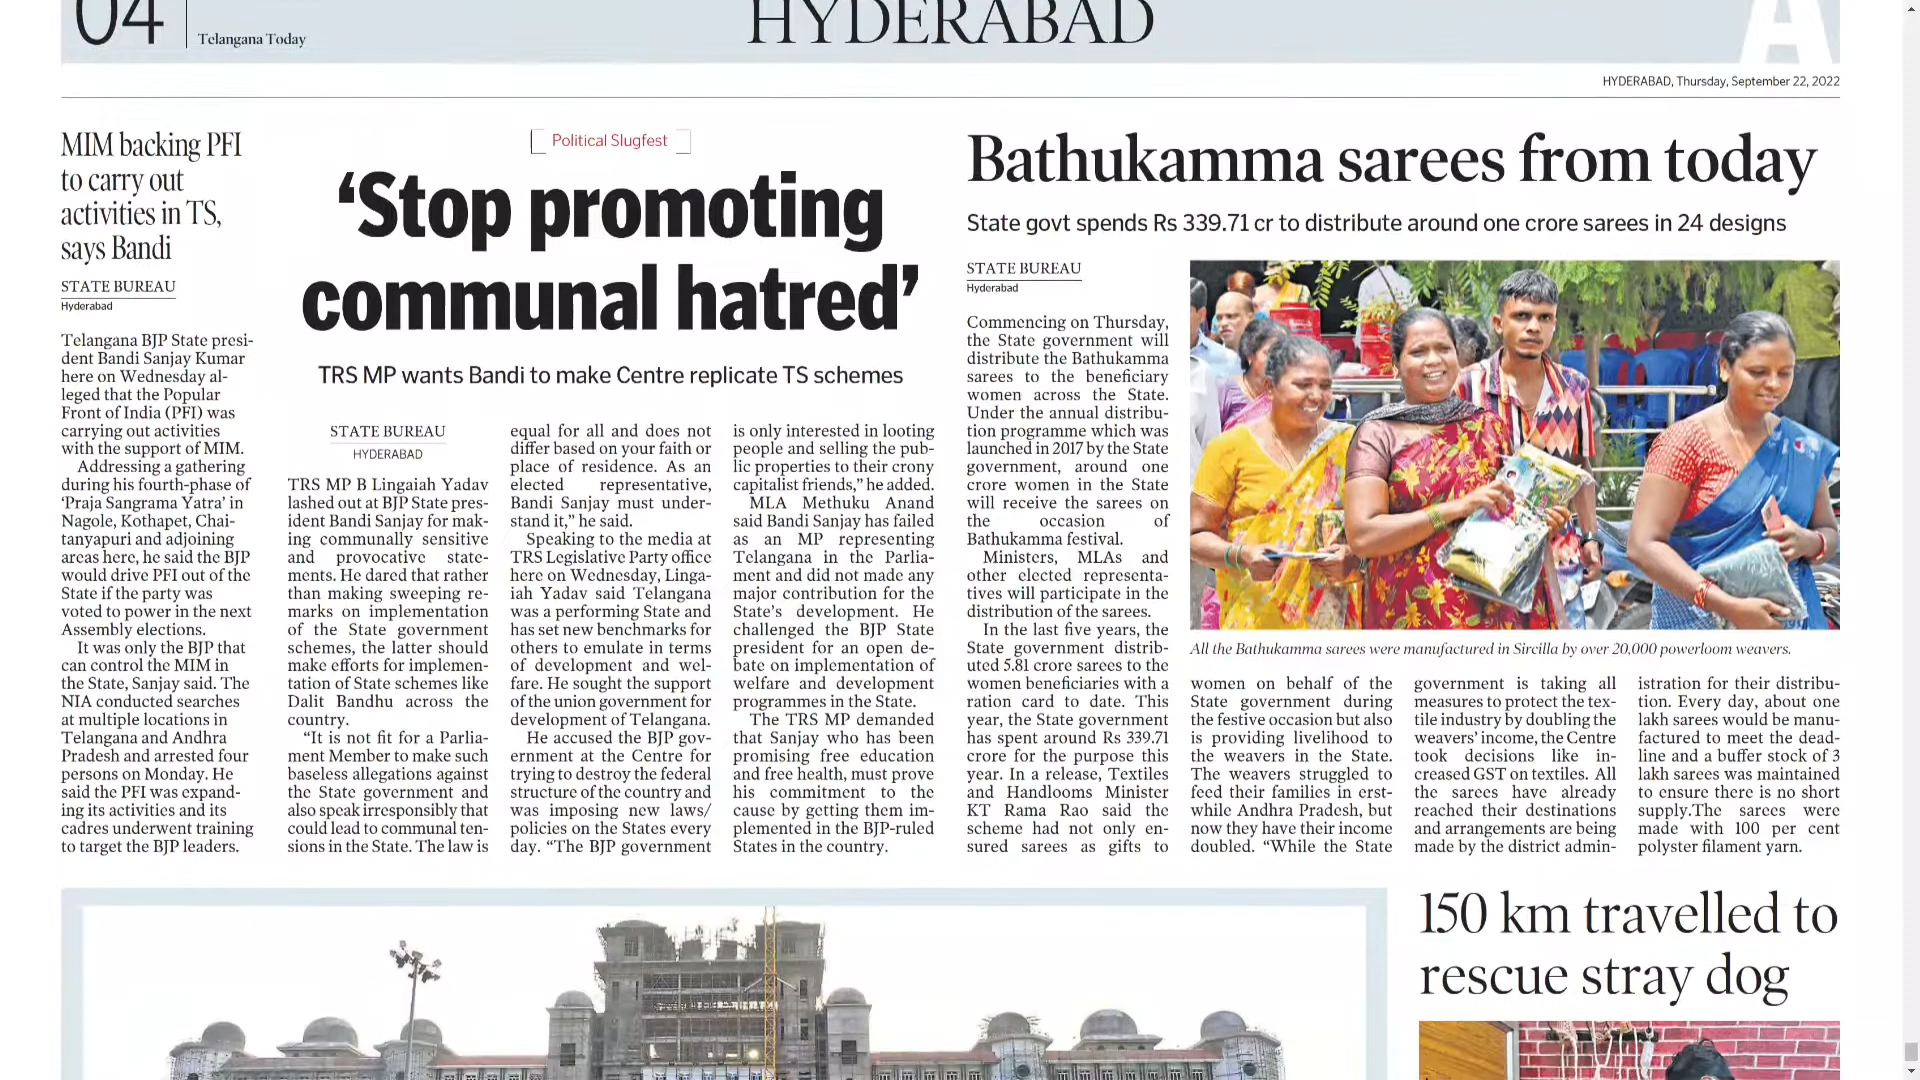 04
Telangana Today
HYDERABAD
HYDERABAD, Thursday, September 22, 2022
MIM backing PFI
to carry out
activities in TS,
says Bandi
STATE BUREAU
Hyderabad
Telangana BJP State presi-
dent Bandi Sanjay Kumar
here on Wednesday al-
leged that the Popular
Front of India (PFI) was
carrying out activities
with the support of MIM.
Addressing a gathering
during his fourth-phase of
‘Praja Sangrama Yatra’ in
Nagole, Kothapet, Chai-
tanyapuri and adjoining
areas here, he said the BJP
would drive PFI out of the
State if the party was
voted to power in the next
Assembly elections.
It was only the BJP that
can control the MIM in
the State, Sanjay said. The
NIA conducted searches
at multiple locations in
Telangana and Andhra
Pradesh and arrested four
persons on Monday. He
said the PFI was expand-
ing its activities and its
cadres underwent training
to target the BJP leaders.
Political Slugfest
‘Stop promoting
communal hatred’
TRS MP wants Bandi to make Centre replicate TS schemes
STATE BUREAU
HYDERABAD
TRS MP B Lingaiah Yadav
lashed out at BJP State pres-
ident Bandi Sanjay for mak-
ing communally sensitive
and provocative state-
ments. He dared that rather
than making sweeping re-
marks on implementation
of the State government
schemes, the latter should
make efforts for implemen-
tation of State schemes like
Dalit Bandhu across the
country.
“It is not fit for a Parlia-
ment Member to make such
baseless allegations against
the State government and
also speak irresponsibly that
could lead to communal ten-
sions in the State. The law is
equal for all and does not
differ based on your faith or
place of residence. As an
elected representative,
Bandi Sanjay must under-
stand it,” he said.
Speaking to the media at
TRS Legislative Party office
here on Wednesday, Linga-
iah Yadav said Telangana
was a performing State and
has set new benchmarks for
others to emulate in terms
of development and wel-
fare. He sought the support
of the union government for
development of Telangana.
He accused the BJP gov-
ernment at the Centre for
trying to destroy the federal
structure of the country and
was imposing new laws/
policies on the States every
day. “The BJP government
is only interested in looting
people and selling the pub-
lic properties to their crony
capitalist friends,” he added.
MLA Methuku Anand
said Bandi Sanjay has failed
as an MP representing
Telangana in the Parlia-
ment and did not made any
major contribution for the
State’s development. He
challenged the BJP State
president for an open de-
bate on implementation of
welfare and development
programmes in the State.
The TRS MP demanded
that Sanjay who has been
promising free education
and free health, must prove
his commitment to the
cause by getting them im-
plemented in the BJP-ruled
States in the country.
Bathukamma sarees from today
State govt spends Rs 339.71 cr to distribute around one crore sarees in 24 designs
STATE BUREAU
Hyderabad
Commencing on Thursday,
the State government will
distribute the Bathukamma
sarees to the beneficiary
women across the State.
Under the annual distribu-
tion programme which was
launched in 2017 by the State
government, around one
crore women in the State
will receive the sarees on
the occasion of
Bathukamma festival.
Ministers, MLAs and
other elected representa-
tives will participate in the
distribution of the sarees.
In the last five years, the
State government distrib-
uted 5.81 crore sarees to the
women beneficiaries with a
ration card to date. This
year, the State government
has spent around Rs 339.71
crore for the purpose this
year. In a release, Textiles
and Handlooms Minister
KT Rama Rao said the
scheme had not only en-
sured sarees as gifts to
All the Bathukamma sarees were manufactured in Sircilla by over 20,000 powerloom weavers.
women on behalf of the
State government during
the festive occasion but also
is providing livelihood to
the weavers in the State.
The weavers struggled to
feed their families in erst-
while Andhra Pradesh, but
now they have their income
doubled. “While the State
government is taking all
measures to protect the tex-
tile industry by doubling the
weavers’ income, the Centre
took decisions like in-
creased GST on textiles. All
the sarees have already
reached their destinations
and arrangements are being
made by the district admin-
istration for their distribu-
tion. Every day, about one
lakh sarees would be manu-
factured to meet the dead-
line and a buffer stock of 3
lakh sarees was maintained
to ensure there is no short
supply.The sarees were
made with 100 per cent
polyster filament yarn.
150 km travelled to
rescue stray dog